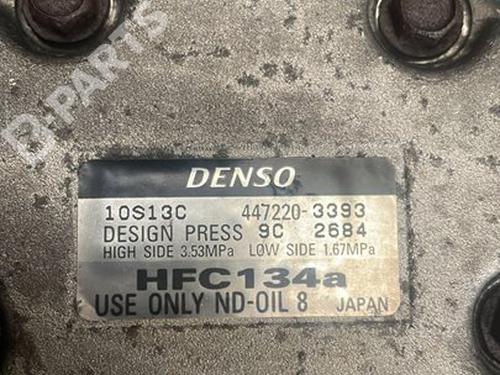 B-PARTS
DENSO
10S13C 447220-3393
DESIGN PRESS 9C 2684
HIGH SIDE 3.53MPa LOW SIDE 1.67MPa
HFC134a
USE ONLY ND-OIL 8 JAPAN